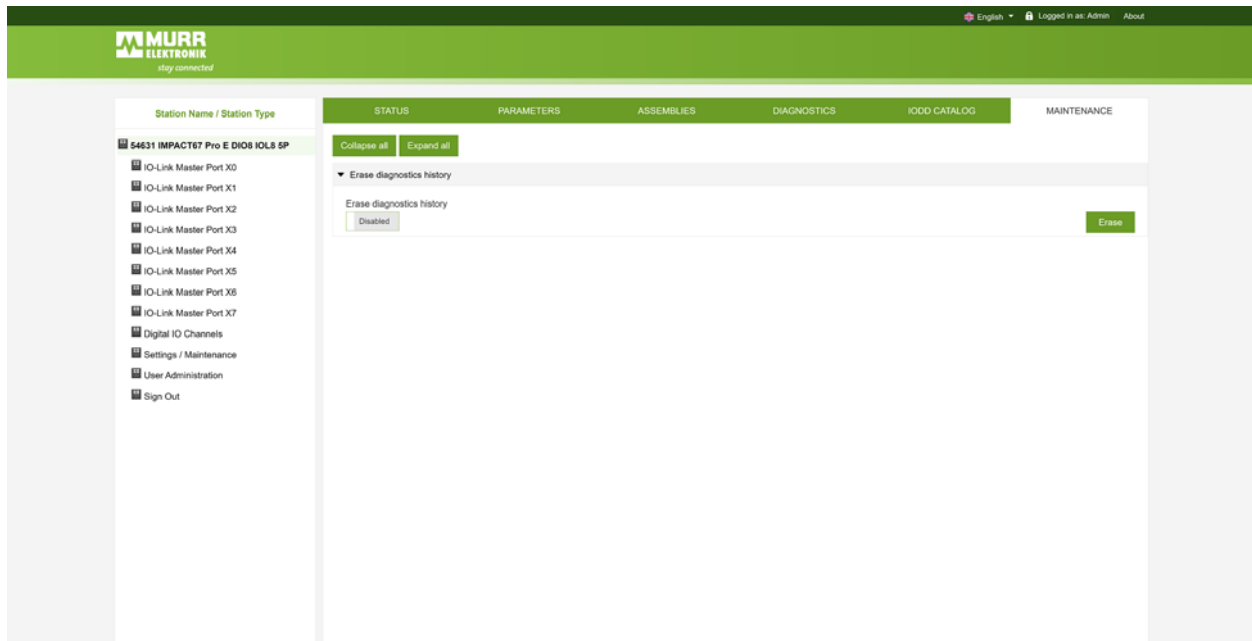 English Logged in as: Admin About
MURR
ELEKTRONIK
stay connected
Station Name / Station Type
STATUS PARAMETERS ASSEMBLIES DIAGNOSTICS IODD CATALOG MAINTENANCE
54631 IMPACT67 Pro E DIO8 IOL8 5P
IO-Link Master Port X0
IO-Link Master Port X1
IO-Link Master Port X2
IO-Link Master Port X3
IO-Link Master Port X4
IO-Link Master Port X5
IO-Link Master Port X6
IO-Link Master Port X7
Digital IO Channels
Settings / Maintenance
User Administration
Sign Out
Collapse all Expand all
Erase diagnostics history
Erase diagnostics history
Disabled Erase